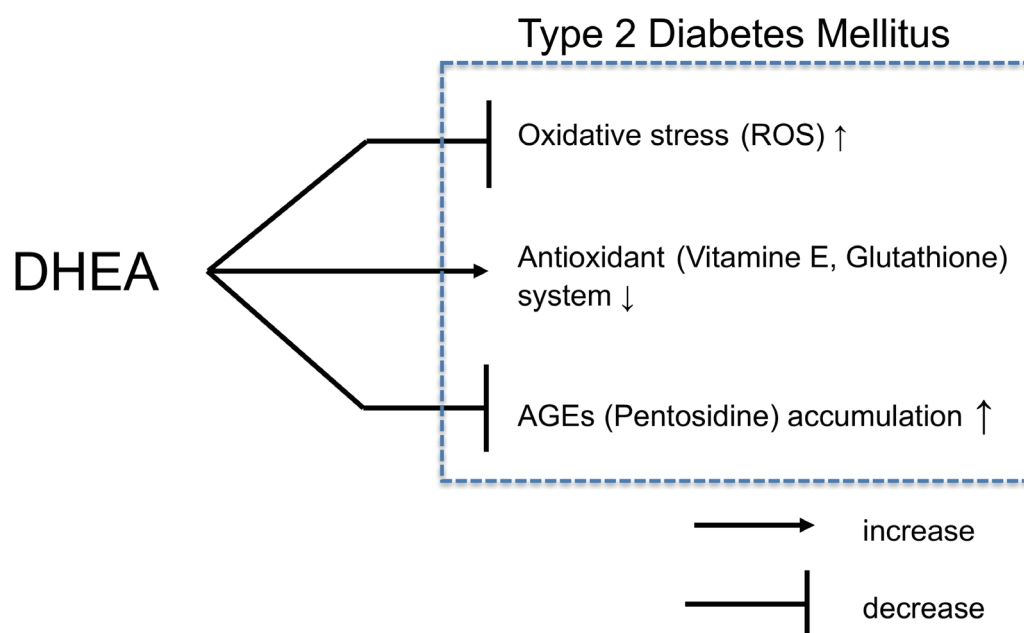 Type 2 Diabetes Mellitus
Oxidative stress (ROS) ↑
DHEA
Antioxidant (Vitamine E, Glutathione)
system ↓
AGEs (Pentosidine) accumulation ↑
increase
decrease